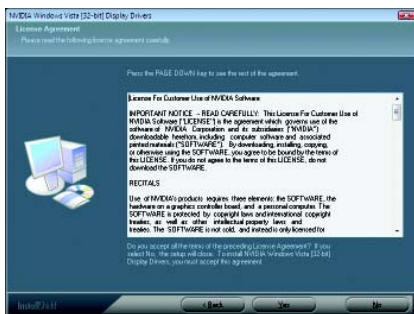 NVIDIA Windows Vista [32-bit] Display Drivers
License Agreement
Please read the following license agreement carefully.
Press the PAGE DOWN key to see the rest of the agreement.
License For Customer Use of NVIDIA Software
IMPORTANT NOTICE -- READ CAREFULLY: This License For Customer Use of
NVIDIA Software ("LICENSE") is the agreement which governs use of the
software of NVIDIA Corporation and its subsidiaries ("NVIDIA")
downloadable herefrom, including computer software and associated
printed materials ("SOFTWARE"). By downloading, installing, copying,
or otherwise using the SOFTWARE, you agree to be bound by the terms of
this LICENSE. If you do not agree to the terms of this LICENSE, do not
download the SOFTWARE.
RECITALS
Use of NVIDIA's products requires three elements: the SOFTWARE, the
hardware on a graphics controller board, and a personal computer. The
SOFTWARE is protected by copyright laws and international copyright
treaties, as well as other intellectual property laws and
treaties. The SOFTWARE is not sold, and instead is only licensed for
Do you accept all the terms of the preceding License Agreement? If you
select No, the setup will close. To install NVIDIA Windows Vista [32-bit]
Display Drivers, you must accept this agreement.
InstallShield
< Back
Yes
No